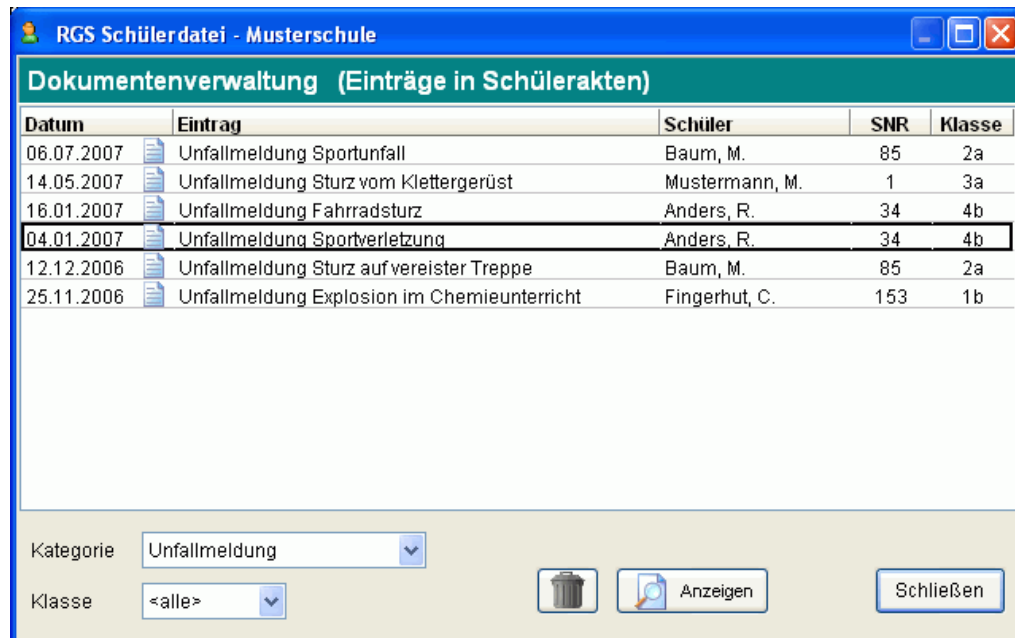 RGS Schülerdatei - Musterschule
Dokumentenverwaltung (Einträge in Schülerakten)
Datum Eintrag Schüler SNR Klasse
06.07.2007 Unfallmeldung Sportunfall Baum, M. 85 2a
14.05.2007 Unfallmeldung Sturz vom Klettergerüst Mustermann, M. 1 3a
16.01.2007 Unfallmeldung Fahrradsturz Anders, R. 34 4b
04.01.2007 Unfallmeldung Sportverletzung Anders, R. 34 4b
12.12.2006 Unfallmeldung Sturz auf vereister Treppe Baum, M. 85 2a
25.11.2006 Unfallmeldung Explosion im Chemieunterricht Fingerhut, C. 153 1b
Kategorie Unfallmeldung
Klasse <alle> Anzeigen Schließen